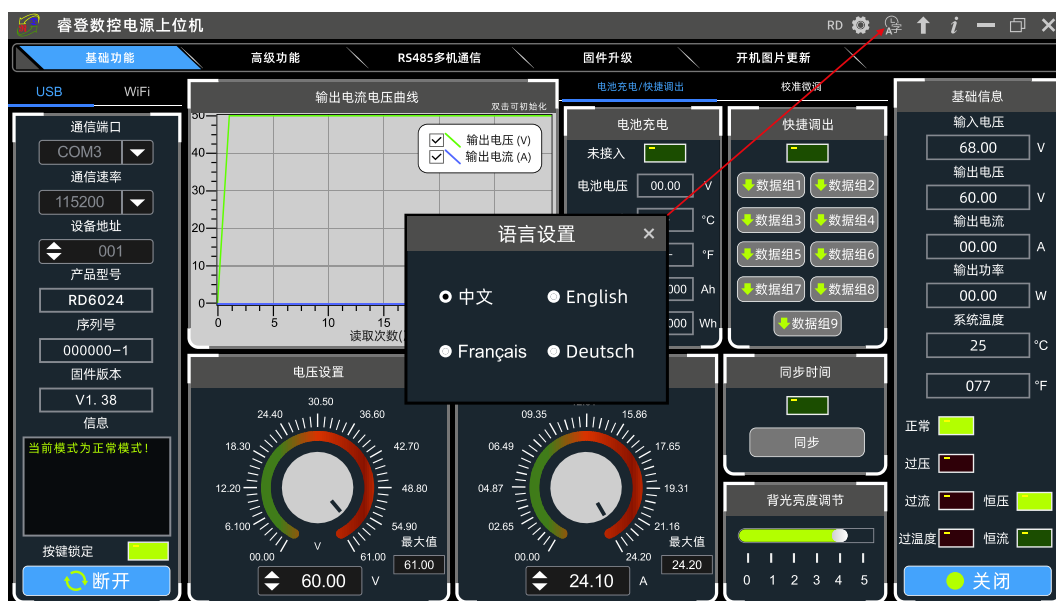 睿登数控电源上位机
RD
基础功能
高级功能
RS485多机通信
固件升级
开机图片更新
USB
WiFi
通信端口
COM3
通信速率
115200
设备地址
001
产品型号
RD6024
序列号
000000-1
固件版本
V1.38
信息
当前模式为正常模式!
按键锁定
断开
输出电流电压曲线
双击可初始化
输出电压 (V)
输出电流 (A)
50
40
30
20
10
0
0 5 10 15
读取次数(
电池充电/快捷调出
校准微调
电池充电
未接入
电池电压 00.00 V
°C
°F
000 Ah
000 Wh
快捷调出
数据组1 数据组2
数据组3 数据组4
数据组5 数据组6
数据组7 数据组8
数据组9
语言设置 ×
中文 English
Français Deutsch
电压设置
30.50
24.40 36.60
18.30 42.70
12.20 48.80
6.100 54.90
00.00 V 61.00
最大值
61.00
60.00 V
09.35 15.86
06.49 17.65
04.87 19.31
02.65 21.16
00.00 24.20
最大值
24.20
24.10 A
同步时间
同步
背光亮度调节
0 1 2 3 4 5
基础信息
输入电压
68.00 V
输出电压
60.00 V
输出电流
00.00 A
输出功率
00.00 W
系统温度
25 °C
077 °F
正常
过压
过流 恒压
过温度 恒流
关闭